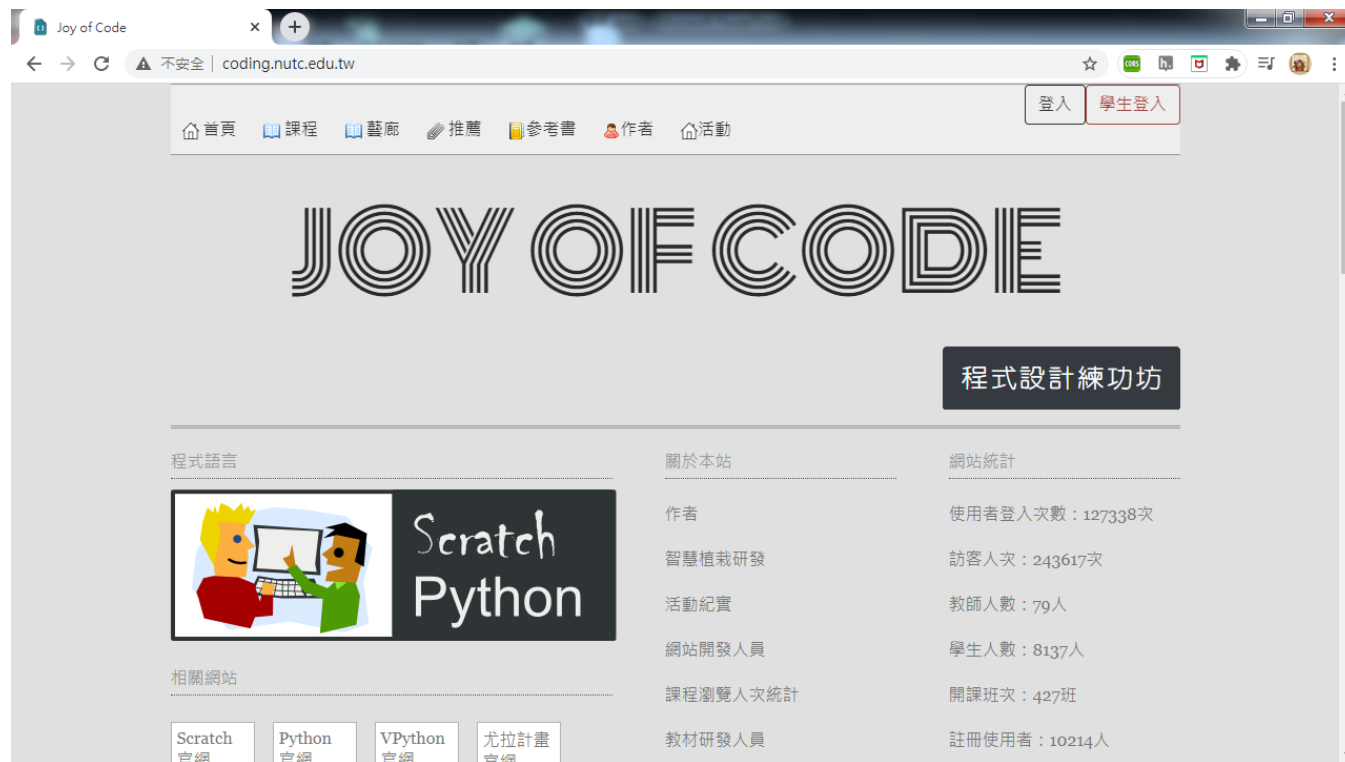 Joy of Code
不安全 | coding.nutc.edu.tw
登入 學生登入
首頁 課程 藝廊 推薦 參考書 作者 活動
JOY OF CODE
程式設計練功坊
程式語言
Scratch
Python
相關網站
Scratch
官網
Python
官網
VPython
官網
尤拉計畫
官網
關於本站
作者
智慧植栽研發
活動紀實
網站開發人員
課程瀏覽人次統計
教材研發人員
網站統計
使用者登入次數：127338次
訪客人次：243617次
教師人數：79人
學生人數：8137人
開課班次：427班
註冊使用者：10214人